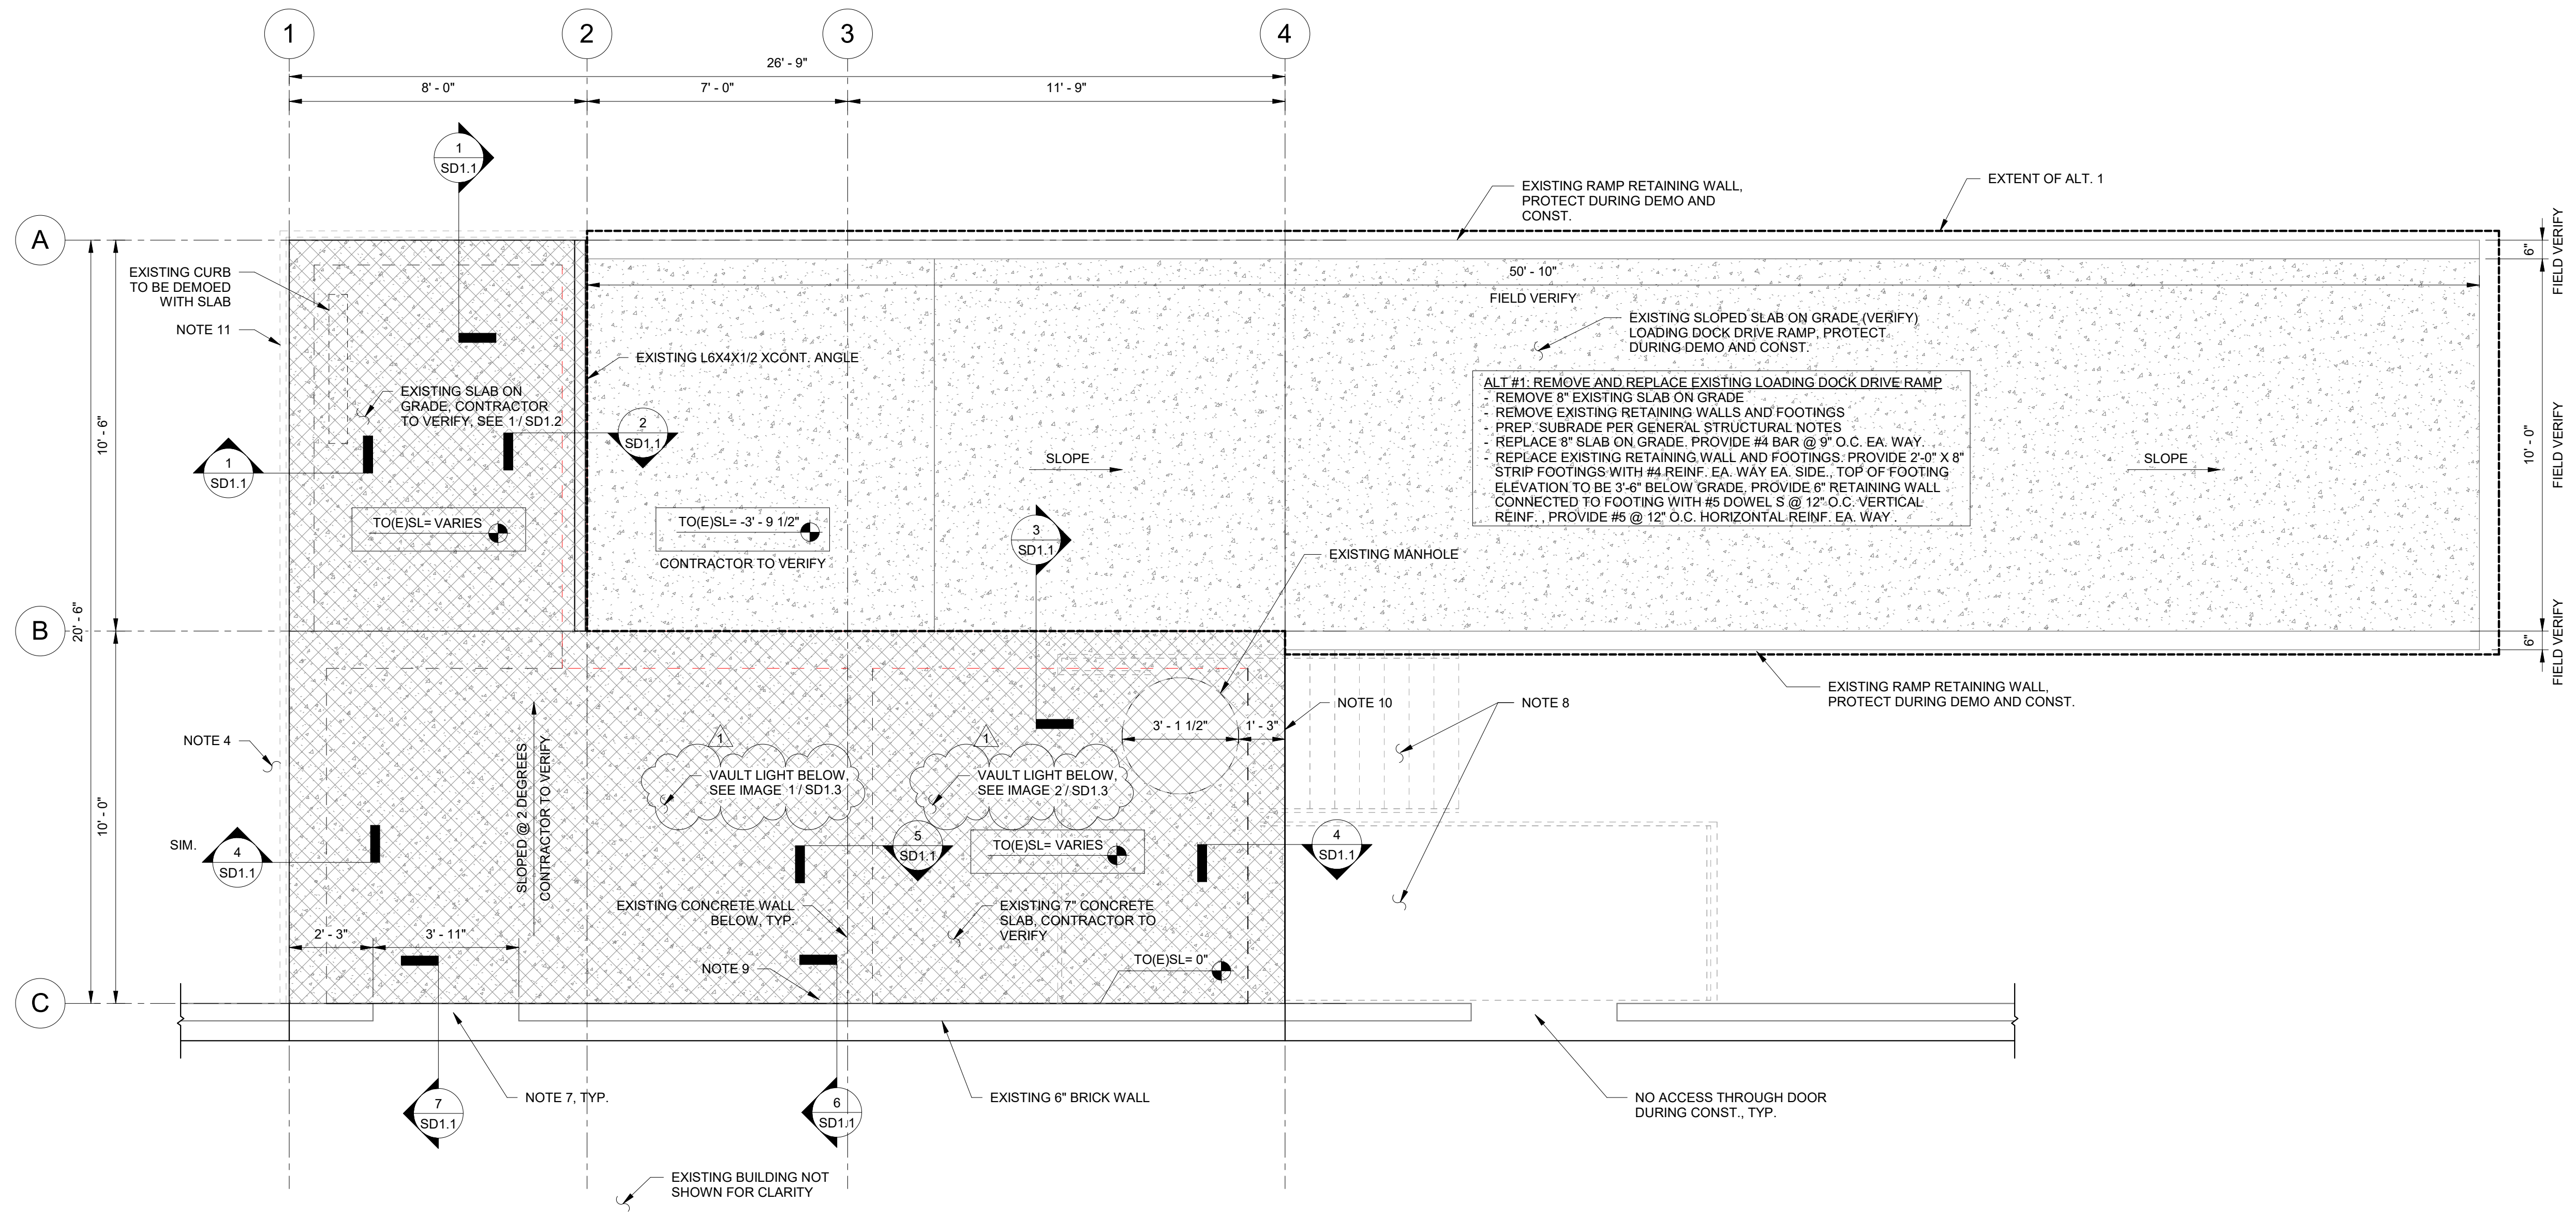 1
2
3
4
26' - 9"
8' - 0"
7' - 0"
11' - 9"
1
SD1.1
EXISTING RAMP RETAINING WALL,
PROTECT DURING DEMO AND
CONST.
EXTENT OF ALT. 1
A
6"
FIELD VERIFY
EXISTING CURB
TO BE DEMOED
WITH SLAB
NOTE 11
50' - 10"
FIELD VERIFY
EXISTING SLOPED SLAB ON GRADE (VERIFY)
LOADING DOCK DRIVE RAMP, PROTECT
DURING DEMO AND CONST.
EXISTING L6X4X1/2 XCONT. ANGLE
EXISTING SLAB ON
GRADE, CONTRACTOR
TO VERIFY, SEE 1 / SD1.2
ALT #1: REMOVE AND REPLACE EXISTING LOADING DOCK DRIVE RAMP
- REMOVE 8" EXISTING SLAB ON GRADE
- REMOVE EXISTING RETAINING WALLS AND FOOTINGS
- PREP. SUBRADE PER GENERAL STRUCTURAL NOTES
- REPLACE 8" SLAB ON GRADE. PROVIDE #4 BAR @ 9" O.C. EA. WAY.
- REPLACE EXISTING RETAINING WALL AND FOOTINGS. PROVIDE 2'-0" X 8"
STRIP FOOTINGS WITH #4 REINF. EA. WAY EA. SIDE., TOP OF FOOTING
ELEVATION TO BE 3'-6" BELOW GRADE. PROVIDE 6" RETAINING WALL
CONNECTED TO FOOTING WITH #5 DOWEL S @ 12" O.C. VERTICAL
REINF. , PROVIDE #5 @ 12" O.C. HORIZONTAL REINF. EA. WAY .
10' - 6"
2
SD1.1
1
SD1.1
SLOPE
SLOPE
10' - 0"
FIELD VERIFY
TO(E)SL= VARIES
TO(E)SL= -3' - 9 1/2"
CONTRACTOR TO VERIFY
3
SD1.1
EXISTING MANHOLE
B
20' - 6"
6"
FIELD VERIFY
EXISTING RAMP RETAINING WALL,
PROTECT DURING DEMO AND CONST.
NOTE 10
NOTE 8
NOTE 4
3' - 1 1/2"
1' - 3"
1
VAULT LIGHT BELOW,
SEE IMAGE 1 / SD1.3
1
VAULT LIGHT BELOW,
SEE IMAGE 2 / SD1.3
SLOPED @ 2 DEGREES
CONTRACTOR TO VERIFY
10' - 0"
SIM.
4
SD1.1
5
SD1.1
TO(E)SL= VARIES
4
SD1.1
EXISTING CONCRETE WALL
BELOW, TYP.
EXISTING 7" CONCRETE
SLAB, CONTRACTOR TO
VERIFY
2' - 3"
3' - 11"
NOTE 9
TO(E)SL= 0"
C
7
SD1.1
NOTE 7, TYP.
6
SD1.1
EXISTING 6" BRICK WALL
NO ACCESS THROUGH DOOR
DURING CONST., TYP.
EXISTING BUILDING NOT
SHOWN FOR CLARITY